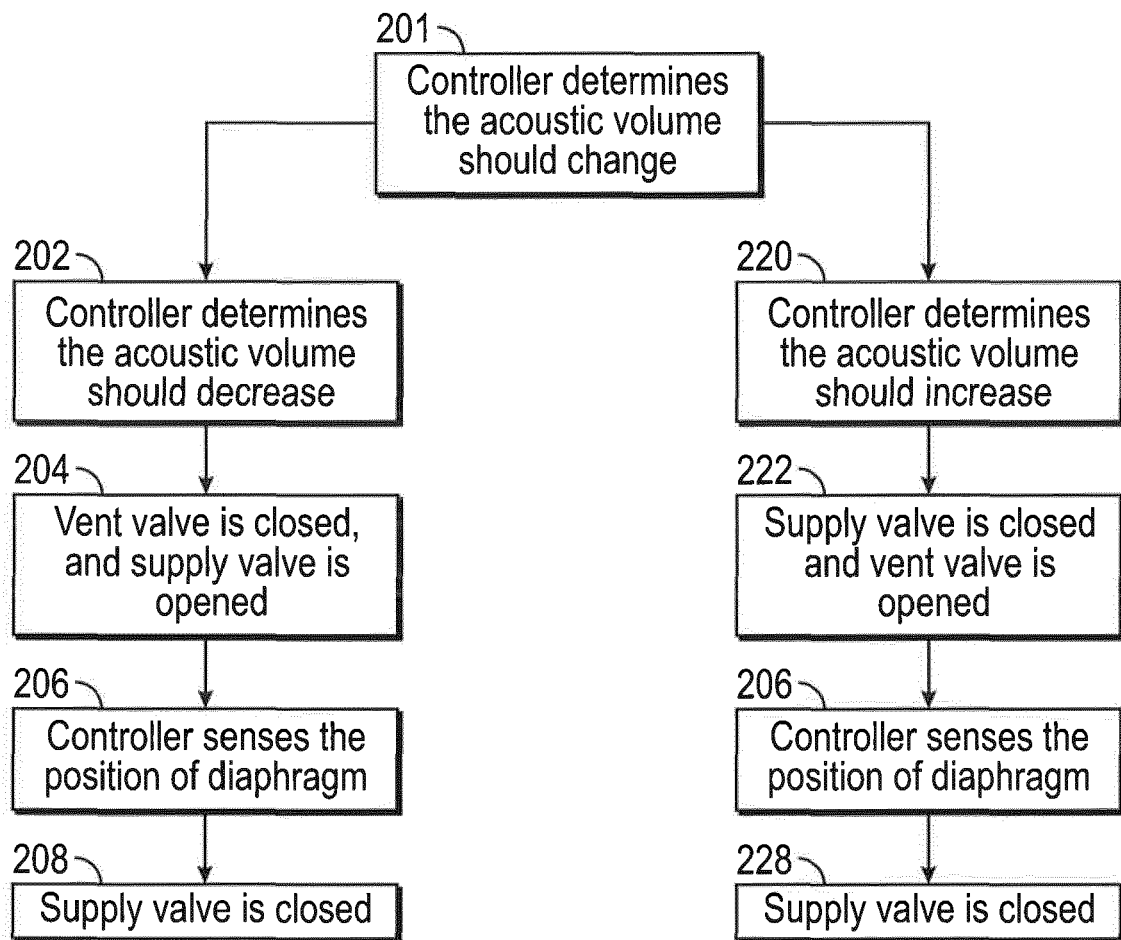 201
Controller determines
the acoustic volume
should change
202
Controller determines
the acoustic volume
should decrease
204
Vent valve is closed,
and supply valve is
opened
206
Controller senses the
position of diaphragm
208
Supply valve is closed
220
Controller determines
the acoustic volume
should increase
222
Supply valve is closed
and vent valve is
opened
206
Controller senses the
position of diaphragm
228
Supply valve is closed